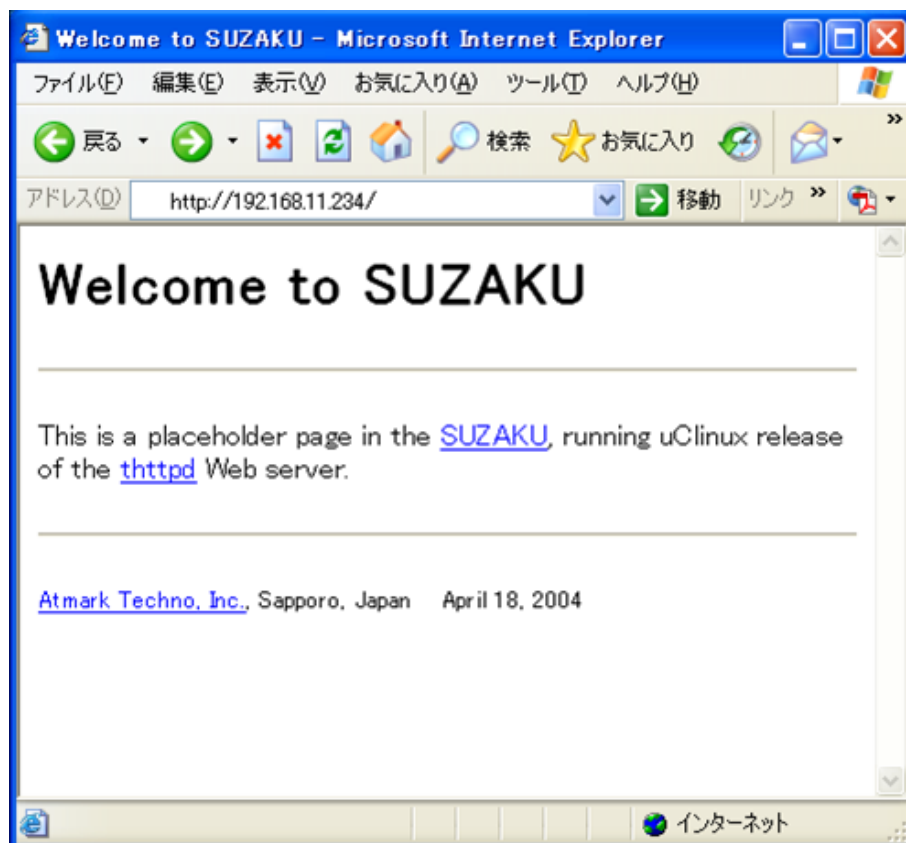 Welcome to SUZAKU - Microsoft Internet Explorer
ファイル(F) 編集(E) 表示(V) お気に入り(A) ツール(T) ヘルプ(H)
戻る 検索 お気に入り »
アドレス(D) http://192.168.11.234/ 移動 リンク »
Welcome to SUZAKU
This is a placeholder page in the SUZAKU, running uClinux release
of the thttpd Web server.
Atmark Techno, Inc., Sapporo, Japan April 18, 2004
インターネット